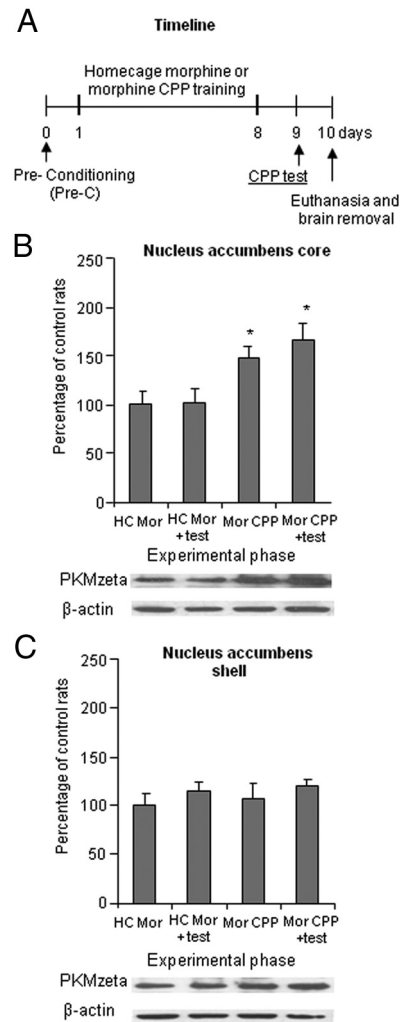 A
Timeline
Homecage morphine or
morphine CPP training
0 1 8 9 10 days
Pre- Conditioning
(Pre-C)
CPP test
Euthanasia and
brain removal
B
Nucleus accumbens core
Percentage of control rats
250
200
150
100
50
0
* *
HC Mor
HC Mor
+test
Mor CPP
Mor CPP
+test
Experimental phase
PKMzeta
β-actin
C
Nucleus accumbens
shell
Percentage of control rats
250
200
150
100
50
0
HC Mor
HC Mor
+test
Mor CPP
Mor CPP
+test
Experimental phase
PKMzeta
β-actin